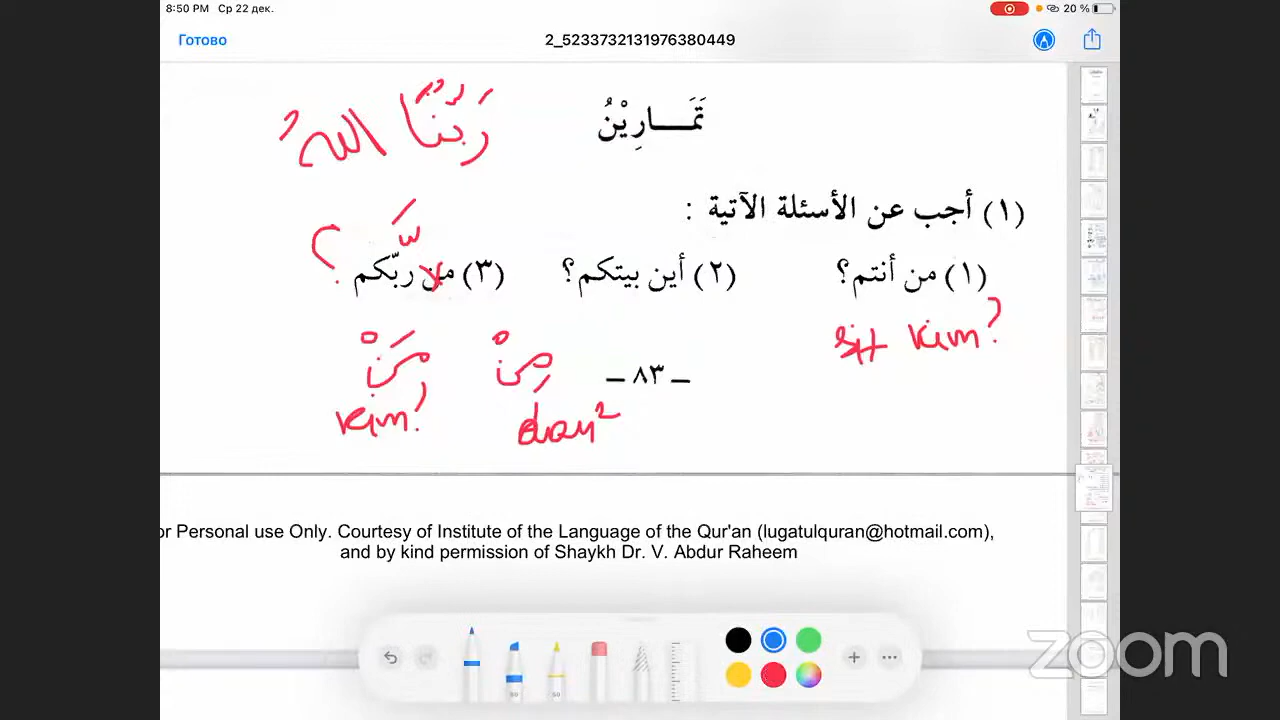 8:50 PM Ср 22 дек.
20 %
Готово
2_5233732131976380449
رَبُّنَا اللهُ
تَمَـــارِيْنُ
(١) أجب عن الأسئلة الآتية :
(١) من أنتم؟ (٢) أين بيتكم؟ (٣) من ربّكم ؟
kim?
مِنْ مَنْ
dan² kim?
– ٨٣ –
or Personal use Only. Courtesy of Institute of the Language of the Qur'an (lugatulquran@hotmail.com),
and by kind permission of Shaykh Dr. V. Abdur Raheem
zoom